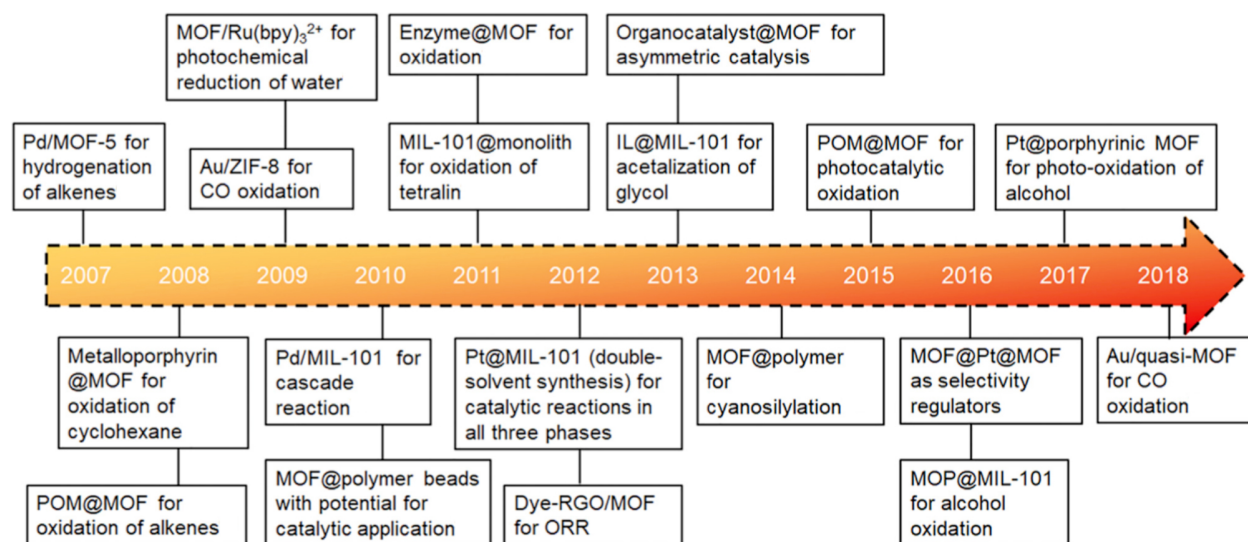 MOF/Ru(bpy)₃²⁺ for
photochemical
reduction of water
Enzyme@MOF for
oxidation
Organocatalyst@MOF for
asymmetric catalysis
Pd/MOF-5 for
hydrogenation
of alkenes
Au/ZIF-8 for
CO oxidation
MIL-101@monolith
for oxidation of
tetralin
IL@MIL-101 for
acetalization of
glycol
POM@MOF for
photocatalytic
oxidation
Pt@porphyrinic MOF
for photo-oxidation of
alcohol
2007 2008 2009 2010 2011 2012 2013 2014 2015 2016 2017 2018
Metalloporphyrin
@MOF for
oxidation of
cyclohexane
Pd/MIL-101 for
cascade
reaction
Pt@MIL-101 (double-
solvent synthesis) for
catalytic reactions in
all three phases
MOF@polymer
for
cyanosilylation
MOF@Pt@MOF
as selectivity
regulators
Au/quasi-MOF
for CO
oxidation
POM@MOF for
oxidation of alkenes
MOF@polymer beads
with potential for
catalytic application
Dye-RGO/MOF
for ORR
MOP@MIL-101
for alcohol
oxidation